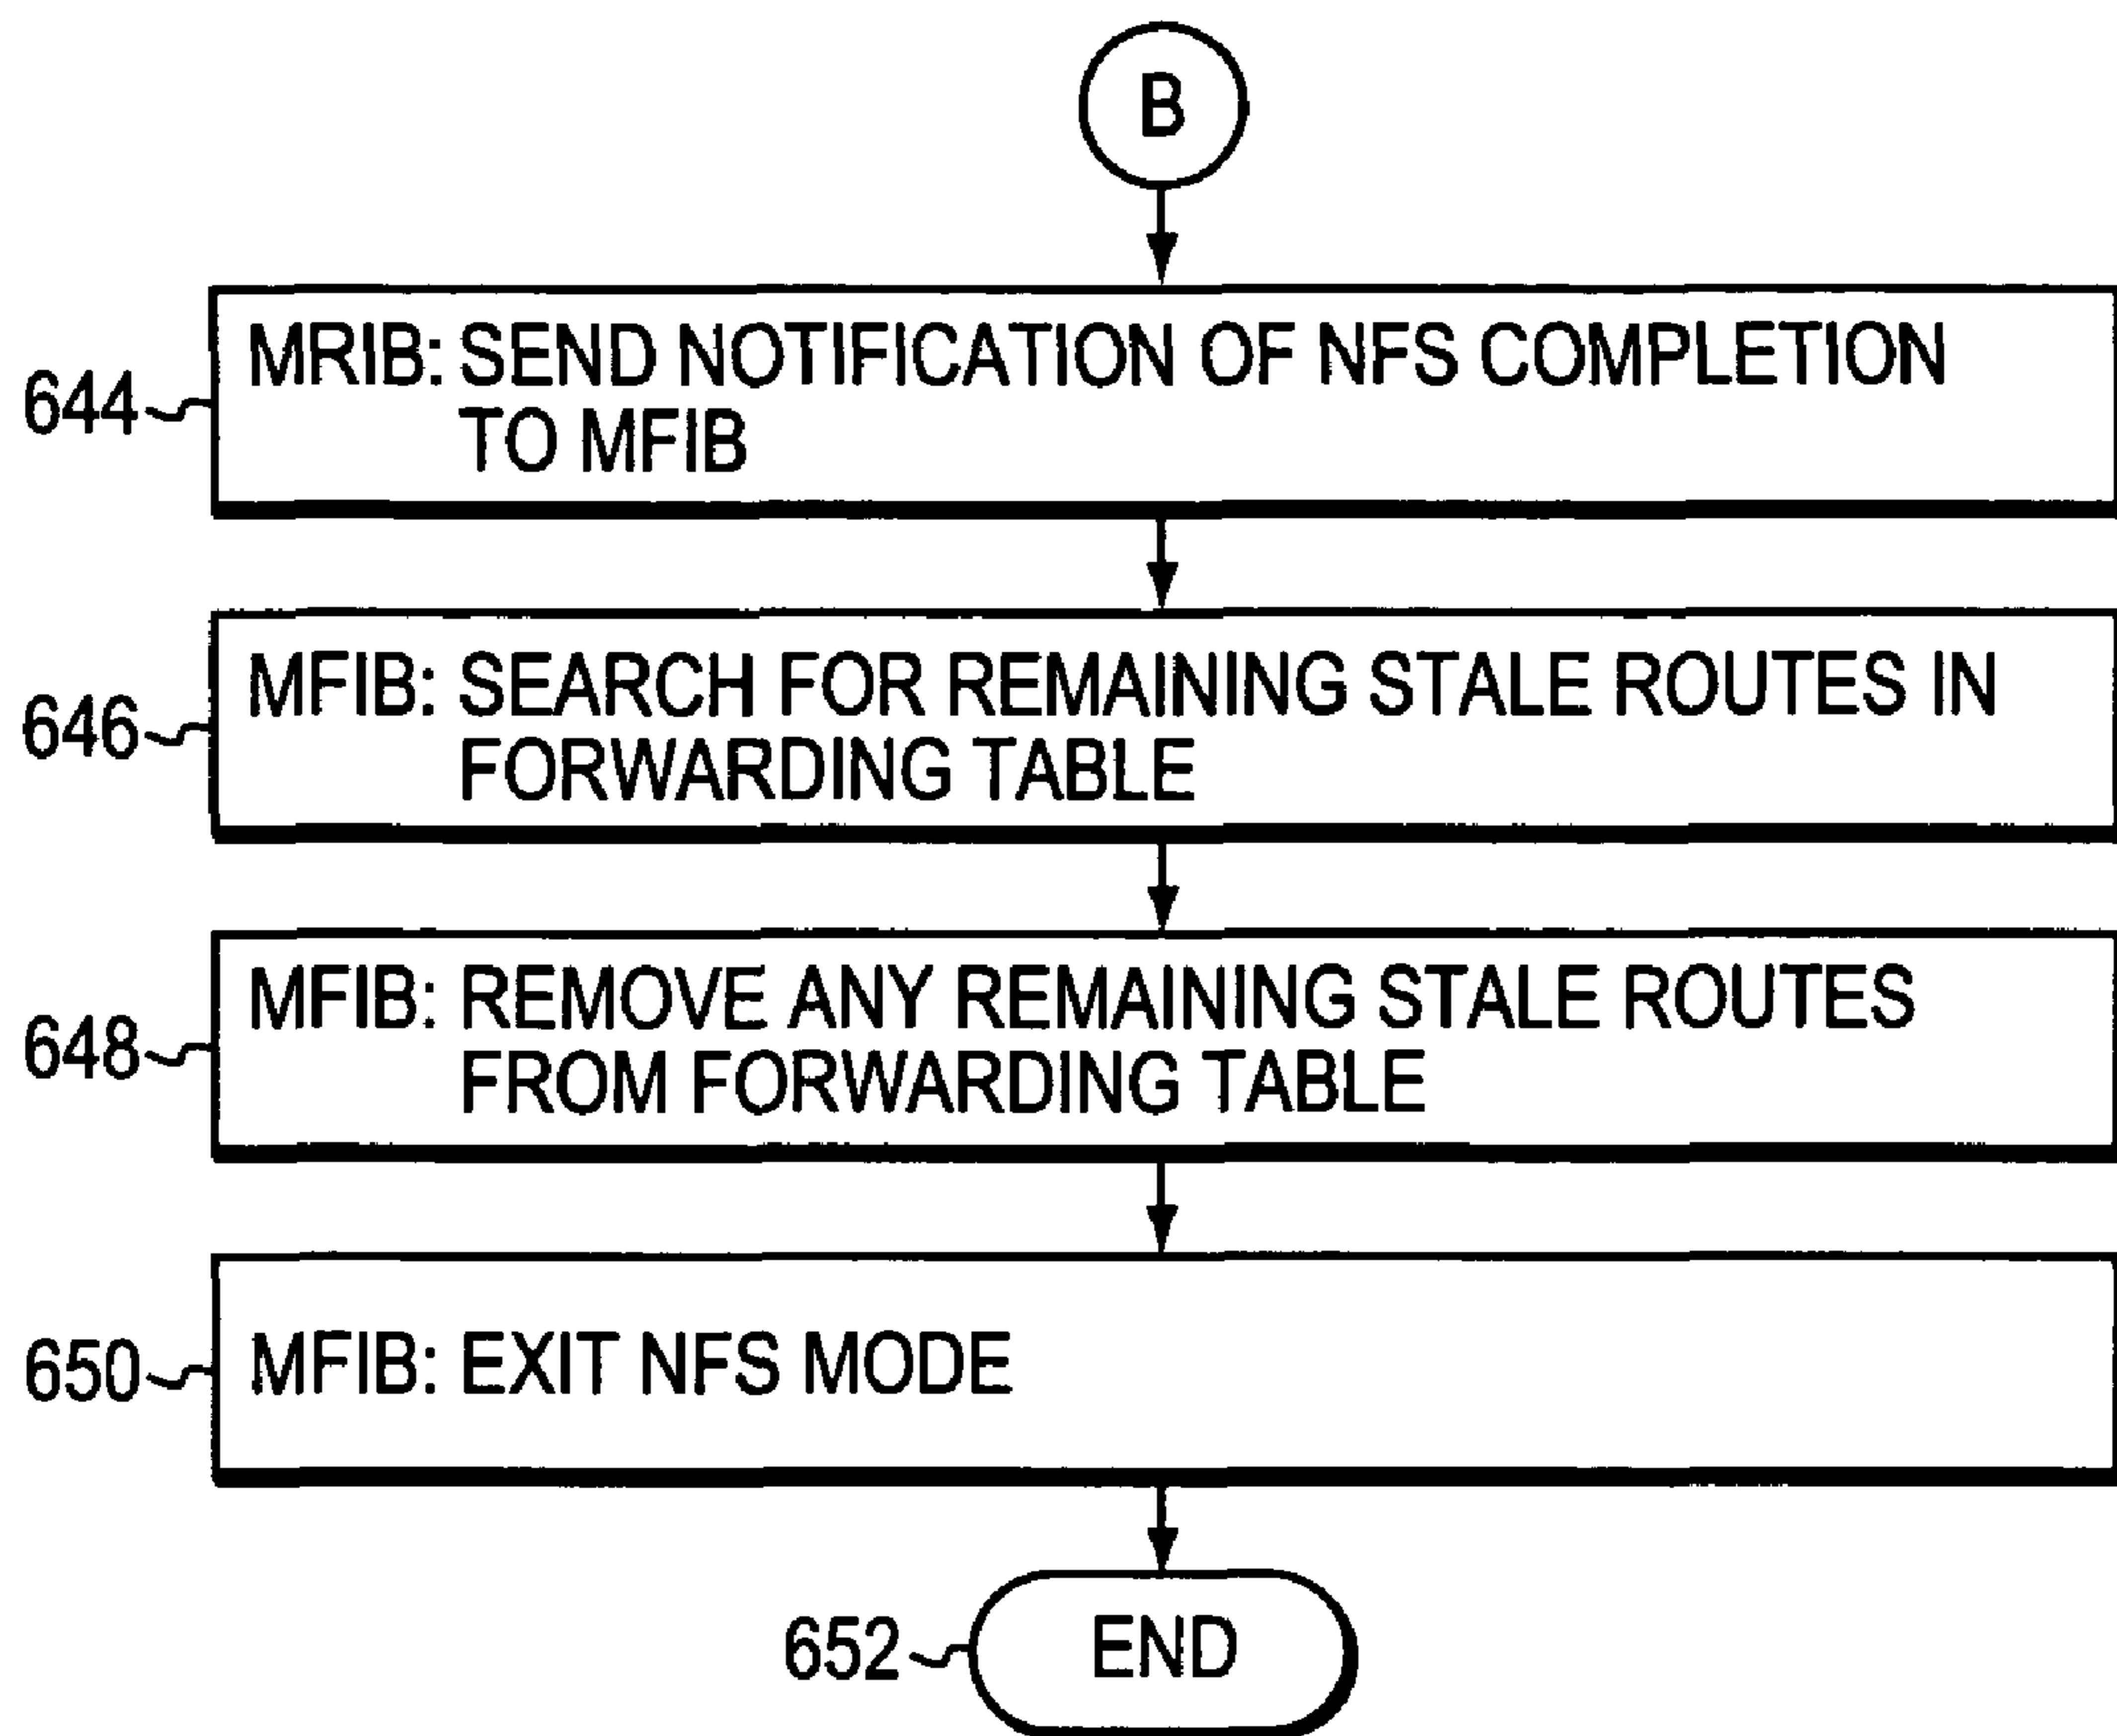 B
644
MRIB: SEND NOTIFICATION OF NFS COMPLETION
TO MFIB
646
MFIB: SEARCH FOR REMAINING STALE ROUTES IN
FORWARDING TABLE
648
MFIB: REMOVE ANY REMAINING STALE ROUTES
FROM FORWARDING TABLE
650
MFIB: EXIT NFS MODE
652
END